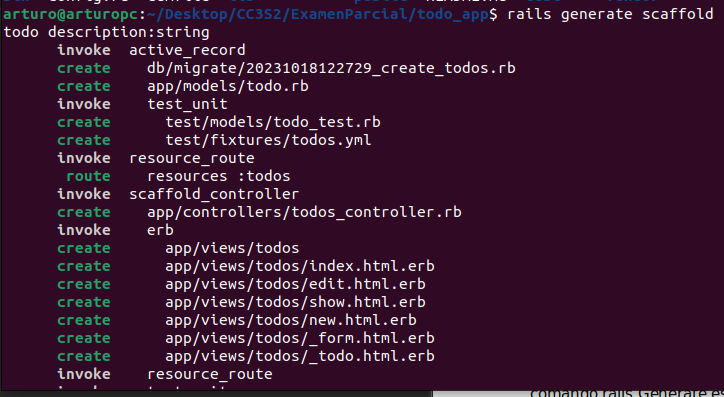 arturo@arturopc:~/Desktop/CC3S2/ExamenParcial/todo_app$ rails generate scaffold
todo description:string
invoke active_record
create db/migrate/20231018122729_create_todos.rb
create app/models/todo.rb
invoke test_unit
create test/models/todo_test.rb
create test/fixtures/todos.yml
invoke resource_route
route resources :todos
invoke scaffold_controller
create app/controllers/todos_controller.rb
invoke erb
create app/views/todos
create app/views/todos/index.html.erb
create app/views/todos/edit.html.erb
create app/views/todos/show.html.erb
create app/views/todos/new.html.erb
create app/views/todos/_form.html.erb
create app/views/todos/_todo.html.erb
invoke resource_route
comando rails Generate es